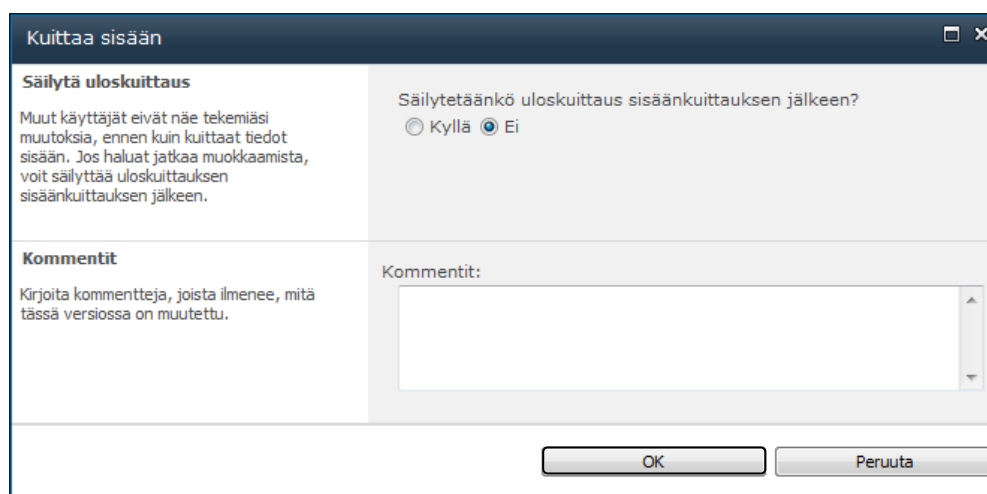 Kuittaa sisään
Säilytä uloskuittaus
Muut käyttäjät eivät näe tekemiäsi
muutoksia, ennen kuin kuittaat tiedot
sisään. Jos haluat jatkaa muokkaamista,
voit säilyttää uloskuittauksen
sisäänkuittauksen jälkeen.
Säilytetäänkö uloskuittaus sisäänkuittauksen jälkeen?
Kyllä Ei
Kommentit
Kirjoita kommentteja, joista ilmenee, mitä
tässä versiossa on muutettu.
Kommentit:
OK Peruuta